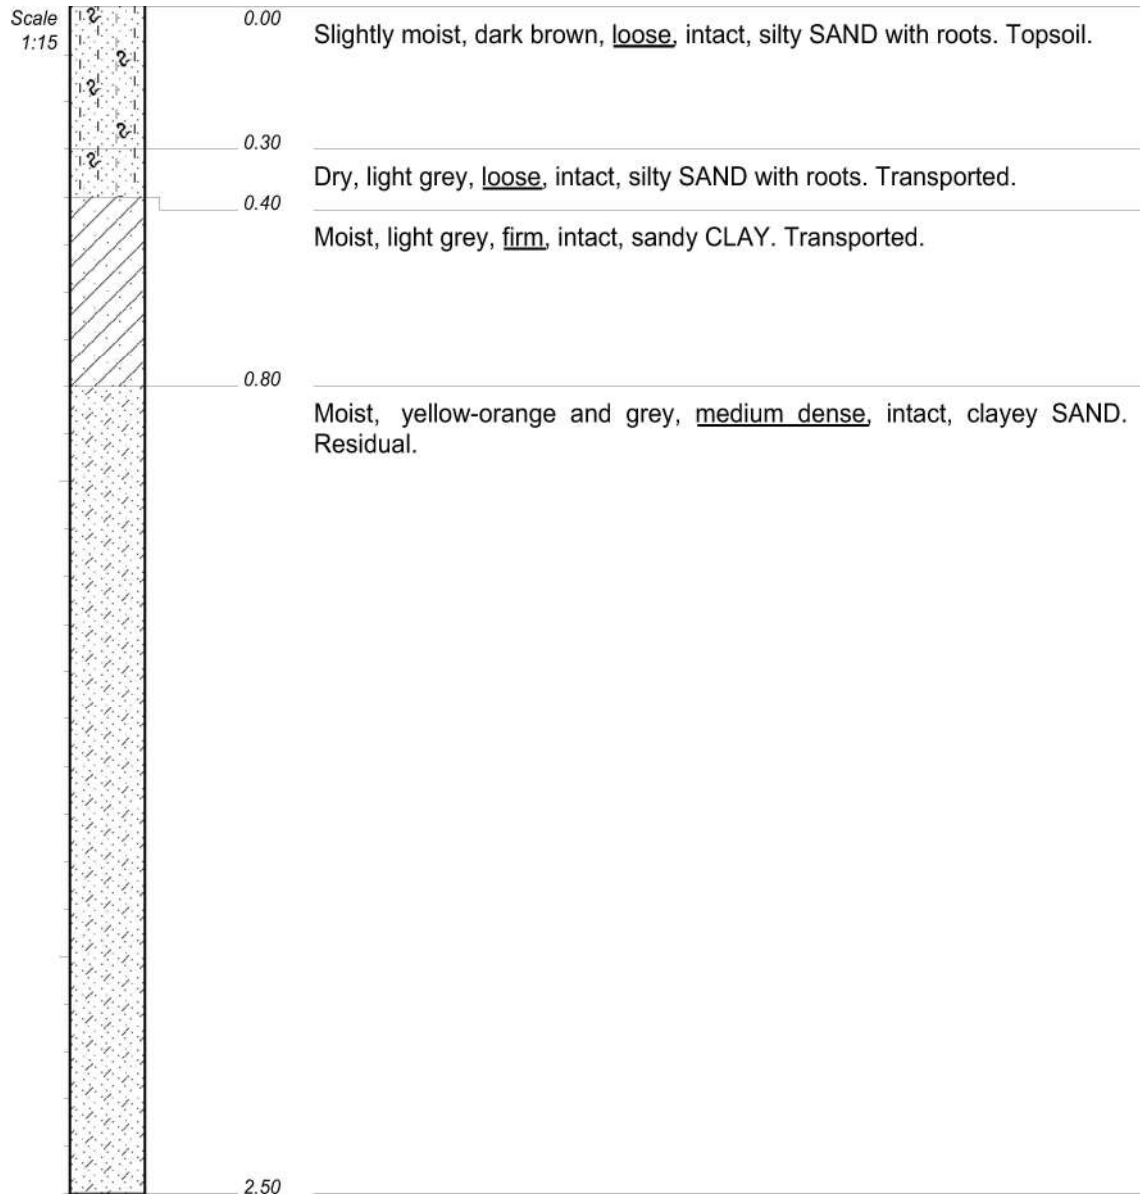 Scale
1:15
0.00
Slightly moist, dark brown, loose, intact, silty SAND with roots. Topsoil.
0.30
Dry, light grey, loose, intact, silty SAND with roots. Transported.
0.40
Moist, light grey, firm, intact, sandy CLAY. Transported.
0.80
Moist, yellow-orange and grey, medium dense, intact, clayey SAND.
Residual.
2.50